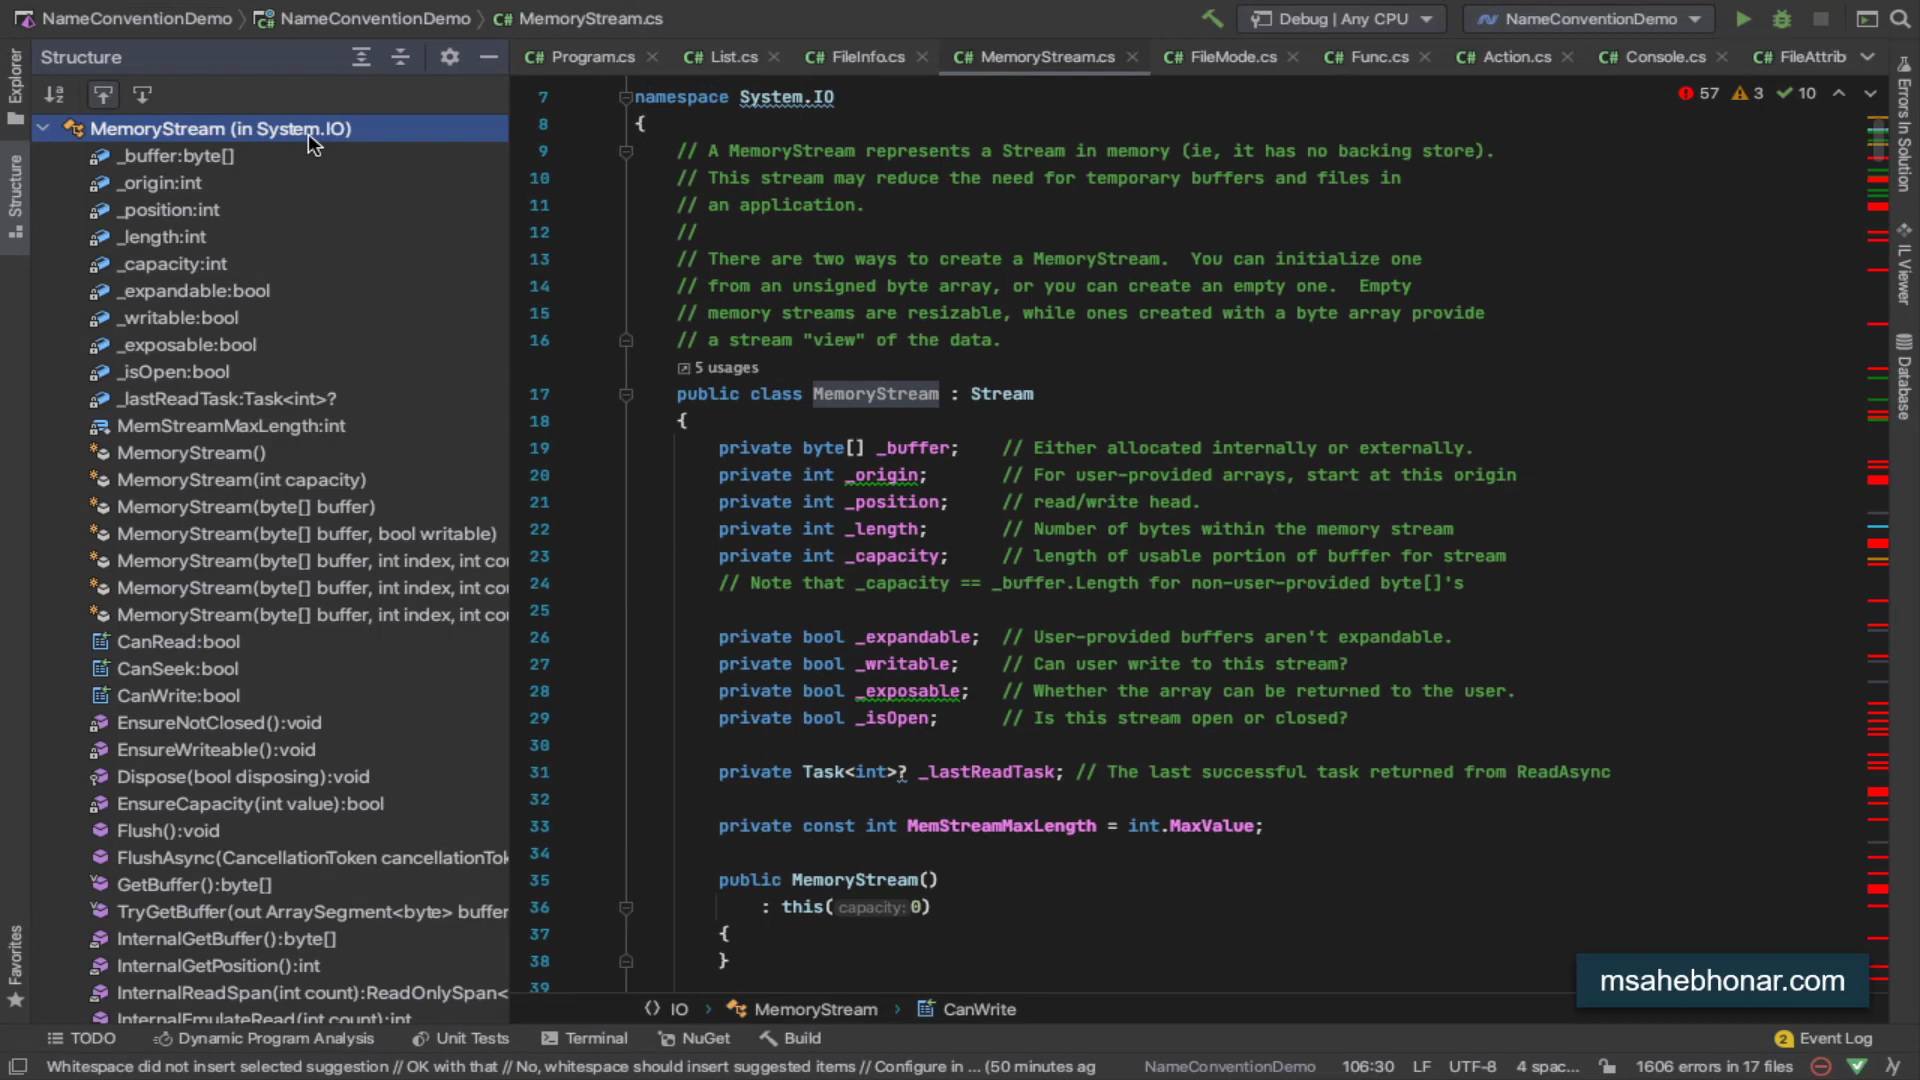 NameConventionDemo NameConventionDemo C# MemoryStream.cs Debug | Any CPU NameConventionDemo
Structure
C# Program.cs C# List.cs C# FileInfo.cs C# MemoryStream.cs C# FileMode.cs C# Func.cs C# Action.cs C# Console.cs C# FileAttrib
Explorer
Structure
Favorites
MemoryStream (in System.IO)
_buffer:byte[]
_origin:int
_position:int
_length:int
_capacity:int
_expandable:bool
_writable:bool
_exposable:bool
_isOpen:bool
_lastReadTask:Task<int>?
MemStreamMaxLength:int
MemoryStream()
MemoryStream(int capacity)
MemoryStream(byte[] buffer)
MemoryStream(byte[] buffer, bool writable)
MemoryStream(byte[] buffer, int index, int cou
MemoryStream(byte[] buffer, int index, int cou
MemoryStream(byte[] buffer, int index, int cou
CanRead:bool
CanSeek:bool
CanWrite:bool
EnsureNotClosed():void
EnsureWriteable():void
Dispose(bool disposing):void
EnsureCapacity(int value):bool
Flush():void
FlushAsync(CancellationToken cancellationTok
GetBuffer():byte[]
TryGetBuffer(out ArraySegment<byte> buffer
InternalGetBuffer():byte[]
InternalGetPosition():int
InternalReadSpan(int count):ReadOnlySpan<
InternalEmulateRead(int count):int
57 3 10
7 namespace System.IO
8 {
9 // A MemoryStream represents a Stream in memory (ie, it has no backing store).
10 // This stream may reduce the need for temporary buffers and files in
11 // an application.
12 //
13 // There are two ways to create a MemoryStream.  You can initialize one
14 // from an unsigned byte array, or you can create an empty one.  Empty
15 // memory streams are resizable, while ones created with a byte array provide
16 // a stream "view" of the data.
5 usages
17 public class MemoryStream : Stream
18 {
19 private byte[] _buffer; // Either allocated internally or externally.
20 private int _origin; // For user-provided arrays, start at this origin
21 private int _position; // read/write head.
22 private int _length; // Number of bytes within the memory stream
23 private int _capacity; // length of usable portion of buffer for stream
24 // Note that _capacity == _buffer.Length for non-user-provided byte[]'s
25
26 private bool _expandable; // User-provided buffers aren't expandable.
27 private bool _writable; // Can user write to this stream?
28 private bool _exposable; // Whether the array can be returned to the user.
29 private bool _isOpen; // Is this stream open or closed?
30
31 private Task<int>? _lastReadTask; // The last successful task returned from ReadAsync
32
33 private const int MemStreamMaxLength = int.MaxValue;
34
35 public MemoryStream()
36 : this(capacity: 0)
37 {
38 }
39
Errors In Solution
IL Viewer
Database
msahebhonar.com
IO MemoryStream CanWrite
TODO Dynamic Program Analysis Unit Tests Terminal NuGet Build 2 Event Log
Whitespace did not insert selected suggestion // OK with that // No, whitespace should insert suggested items // Configure in ... (50 minutes ag NameConventionDemo 106:30 LF UTF-8 4 spac... 1606 errors in 17 files